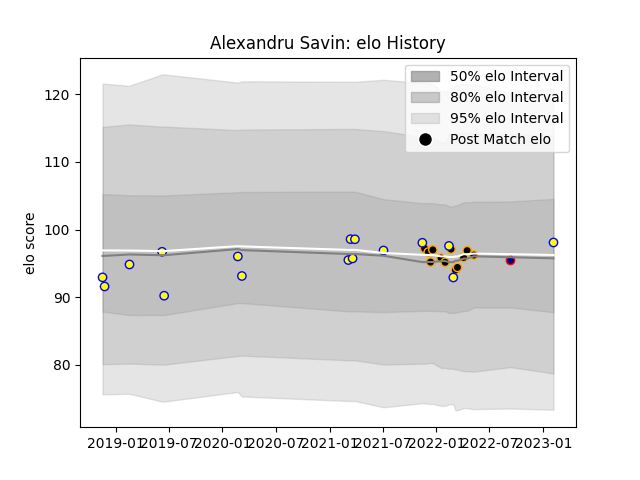 Alexandru Savin: elo History
50% elo Interval
80% elo Interval
95% elo Interval
Post Match elo
elo score
120
110
100
90
80
2019-01 2019-07 2020-01 2020-07 2021-01 2021-07 2022-01 2022-07 2023-01